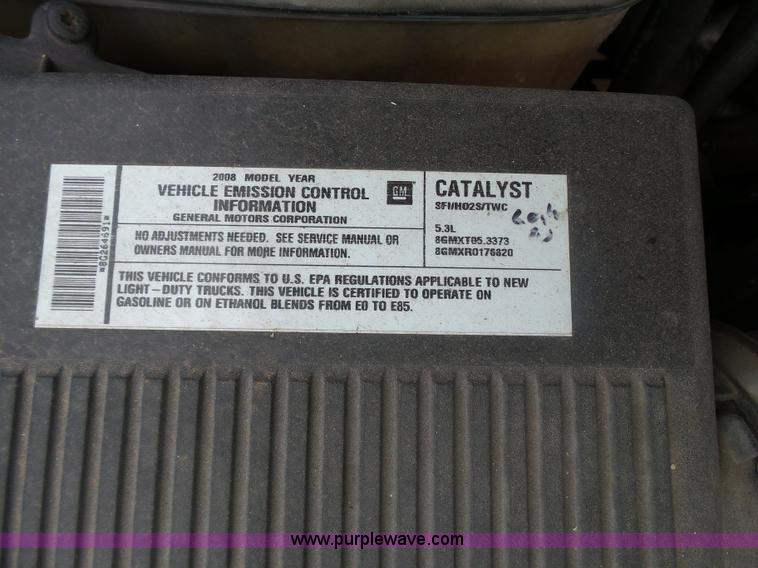 2008 MODEL YEAR
VEHICLE EMISSION CONTROL
INFORMATION
GENERAL MOTORS CORPORATION
GM
NO ADJUSTMENTS NEEDED. SEE SERVICE MANUAL OR
OWNERS MANUAL FOR MORE INFORMATION.
CATALYST
SFI/HO2S/TWC
5.3L
8GMXT05.3373
8GMXR0176820
THIS VEHICLE CONFORMS TO U.S. EPA REGULATIONS APPLICABLE TO NEW
LIGHT-DUTY TRUCKS. THIS VEHICLE IS CERTIFIED TO OPERATE ON
GASOLINE OR ON ETHANOL BLENDS FROM E0 TO E85.
*8G264691*
www.purplewave.com